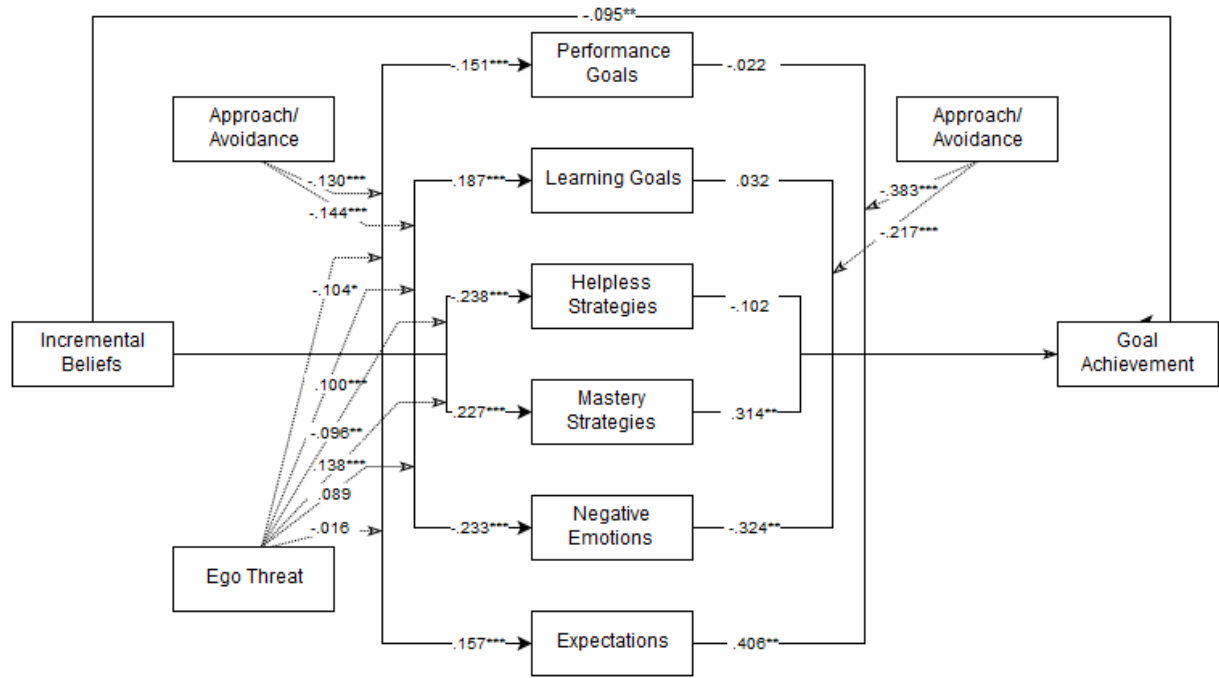 -.095**
Performance
Goals
-.151***
-.022
Approach/
Avoidance
Approach/
Avoidance
-.130***
.187***
Learning Goals
.032
-.383***
-.144***
-.217***
-.104*
-.238***
Helpless
Strategies
-.102
Incremental
Beliefs
Goal
Achievement
.100***
.227***
Mastery
Strategies
.314**
-.096**
.138***
.089
-.016
-.233***
Negative
Emotions
-.324**
Ego Threat
.157***
Expectations
.406**